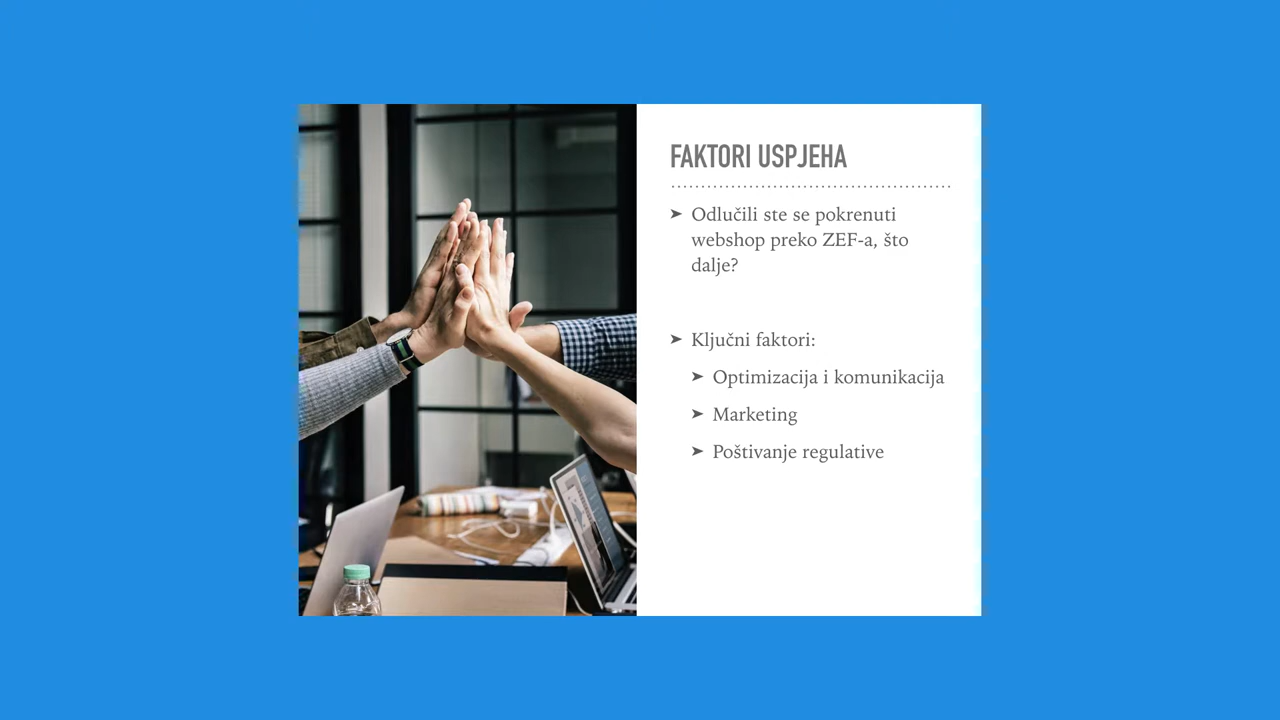 FAKTORI USPJEHA
➤ Odlučili ste se pokrenuti
webshop preko ZEF-a, što
dalje?
➤ Ključni faktori:
➤ Optimizacija i komunikacija
➤ Marketing
➤ Poštivanje regulative